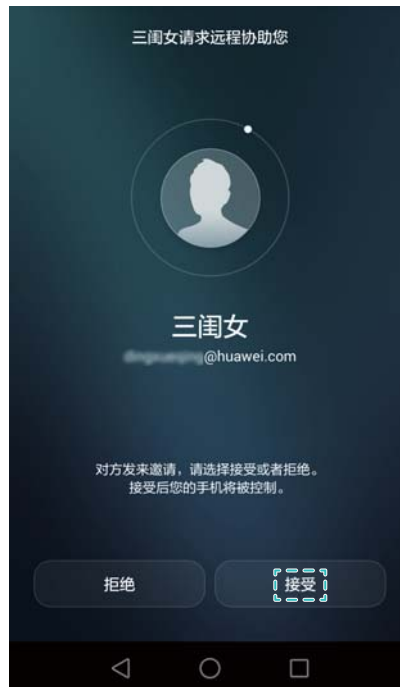 三闺女请求远程协助您
三闺女
@huawei.com
对方发来邀请，请选择接受或者拒绝。
接受后您的手机将被控制。
拒绝
接受